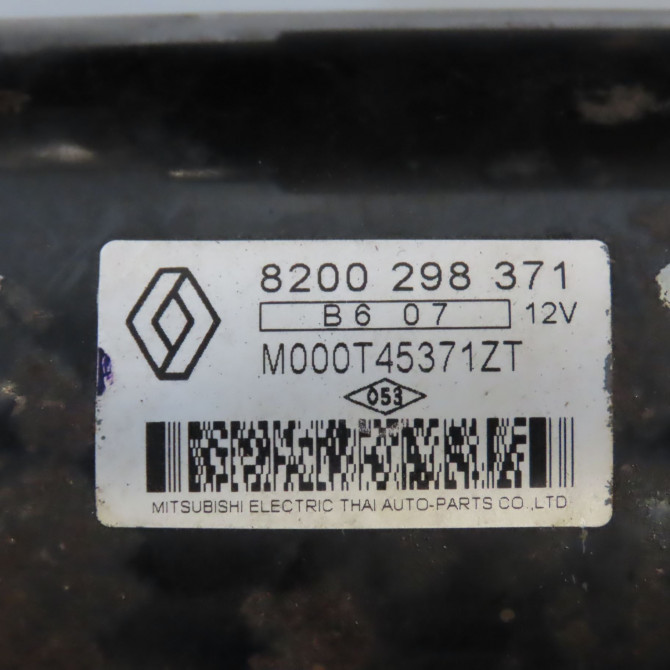 8200 298 371
B6 07 12V
M000T45371ZT
053
MITSUBISHI ELECTRIC THAI AUTO-PARTS CO.,LTD